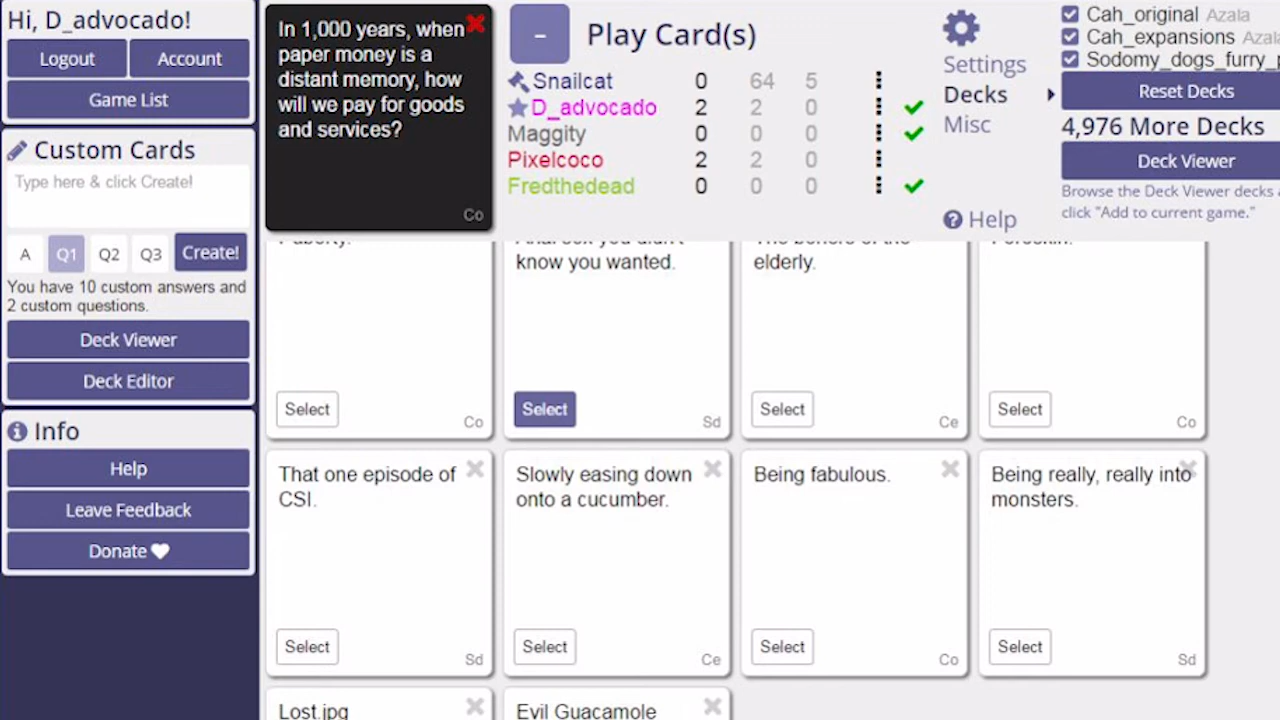 Hi, D_advocado!
Logout
Account
Game List
Custom Cards
Type here & click Create!
A
Q1
Q2
Q3
Create!
You have 10 custom answers and
2 custom questions.
Deck Viewer
Deck Editor
Info
Help
Leave Feedback
Donate
In 1,000 years, when
paper money is a
distant memory, how
will we pay for goods
and services?
Co
-
Play Card(s)
Snailcat 0 64 5
D_advocado 2 2 0
Maggity 0 0 0
Pixelcoco 2 2 0
Fredthedead 0 0 0
Settings
Decks
Misc
Help
Cah_original Azala
Cah_expansions Azala
Sodomy_dogs_furry_
Reset Decks
4,976 More Decks
Deck Viewer
Browse the Deck Viewer decks
click "Add to current game."
Select
Co
know you wanted.
Select
Sd
elderly.
Select
Ce
Select
Co
That one episode of
CSI.
Select
Sd
Slowly easing down
onto a cucumber.
Select
Ce
Being fabulous.
Select
Co
Being really, really into
monsters.
Select
Sd
Lost.jpg
Evil Guacamole